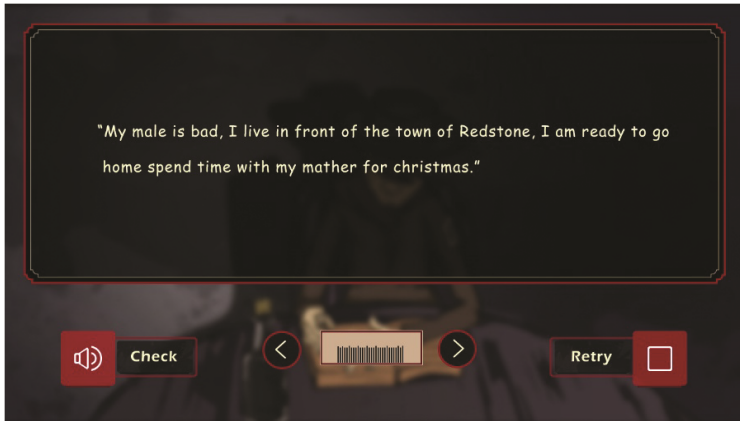 “My male is bad, I live in front of the town of Redstone, I am ready to go
home spend time with my mather for christmas.”
Check
Retry